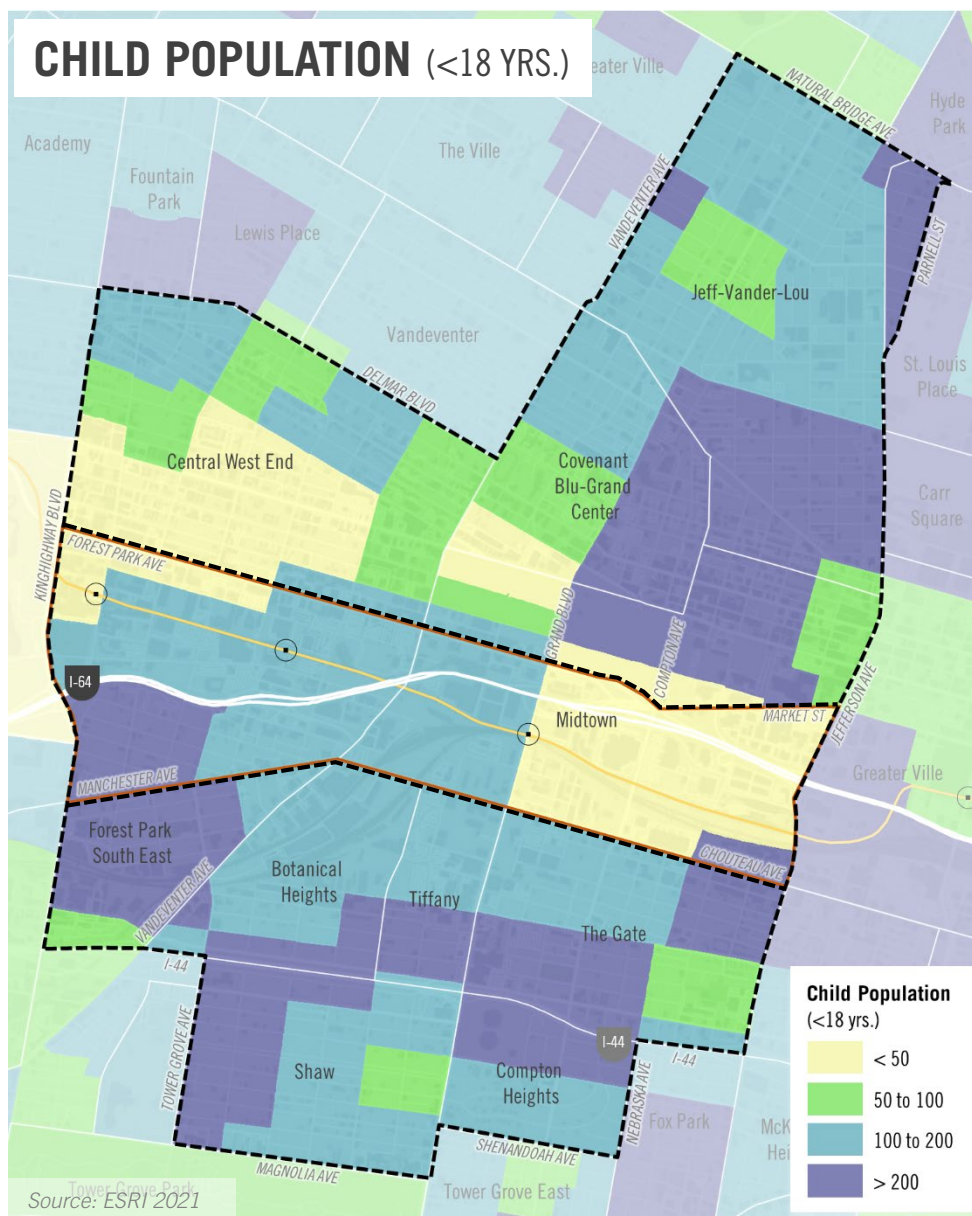 CHILD POPULATION (<18 YRS.)
eater Ville
NATURAL BRIDGE AVE
Hyde
Park
Academy
The Ville
Fountain
Park
VANDEVENTER AVE
Lewis Place
PARNELL ST
Jeff-Vander-Lou
Vandeventer
St. Louis
Place
DELMAR BLVD
Central West End
Covenant
Blu-Grand
Center
Carr
Square
KINGHIGHWAY BLVD
FOREST PARK AVE
GRAND BLVD
COMPTON AVE
I-64
JEFFERSON AVE
Midtown
MARKET ST
MANCHESTER AVE
Greater Ville
Forest Park
South East
CHOUTEAU AVE
Botanical
Heights
VANDEVENTER AVE
Tiffany
The Gate
I-44
I-44
I-44
TOWER GROVE AVE
Shaw
Compton
Heights
NEBRASKA AVE
Fox Park
McK
Hei
SHENANDOAH AVE
MAGNOLIA AVE
Tower Grove Park
Tower Grove East
Source: ESRI 2021
Child Population
(<18 yrs.)
< 50
50 to 100
100 to 200
> 200